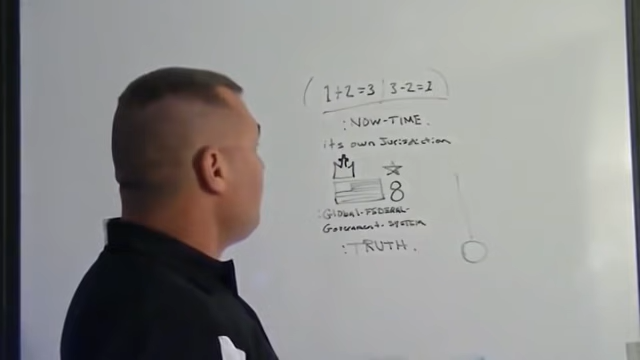 1+2=3 3-2=1
:NOW-TIME.
its own Jurisdiction
8
:GLOBAL-FEDERAL-
Government-SYSTEM
:TRUTH.